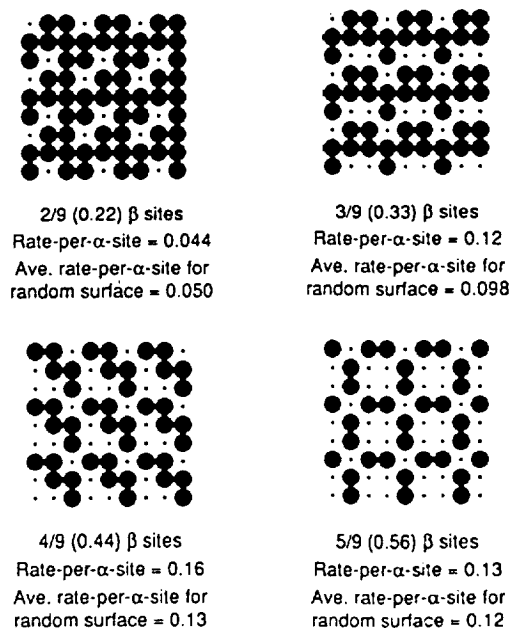 2/9 (0.22) β sites
Rate-per-α-site = 0.044
Ave. rate-per-α-site for
random surface = 0.050
3/9 (0.33) β sites
Rate-per-α-site = 0.12
Ave. rate-per-α-site for
random surface = 0.098
4/9 (0.44) β sites
Rate-per-α-site = 0.16
Ave. rate-per-α-site for
random surface = 0.13
5/9 (0.56) β sites
Rate-per-α-site = 0.13
Ave. rate-per-α-site for
random surface = 0.12